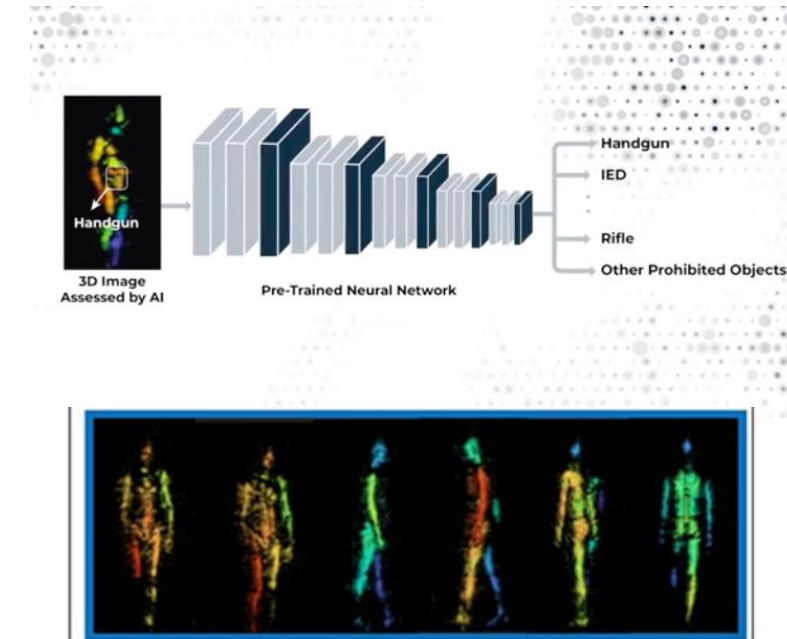 Handgun
3D Image
Assessed by AI
Pre-Trained Neural Network
Handgun
IED
Rifle
Other Prohibited Objects